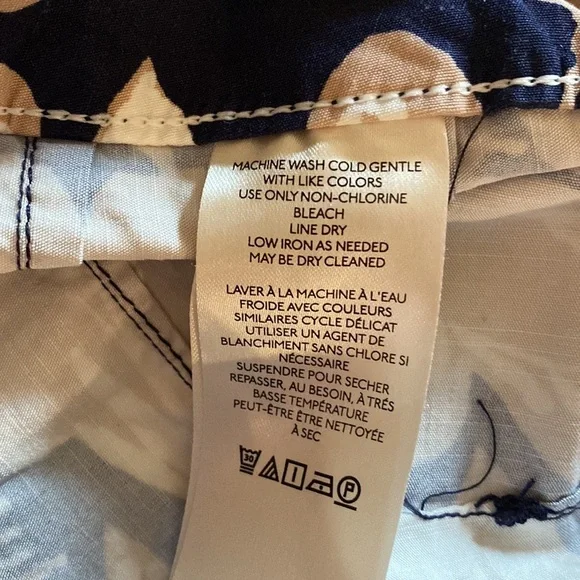 MACHINE WASH COLD GENTLE
WITH LIKE COLORS
USE ONLY NON-CHLORINE
BLEACH
LINE DRY
LOW IRON AS NEEDED
MAY BE DRY CLEANED
LAVER À LA MACHINE À L'EAU
FROIDE AVEC COULEURS
SIMILAIRES CYCLE DÉLICAT
UTILISER UN AGENT DE
BLANCHIMENT SANS CHLORE SI
NÉCESSAIRE
SUSPENDRE POUR SECHER
REPASSER, AU BESOIN, À TRÉS
BASSE TEMPÉRATURE
PEUT-ÊTRE ÊTRE NETTOYÉE
À SEC
30 P